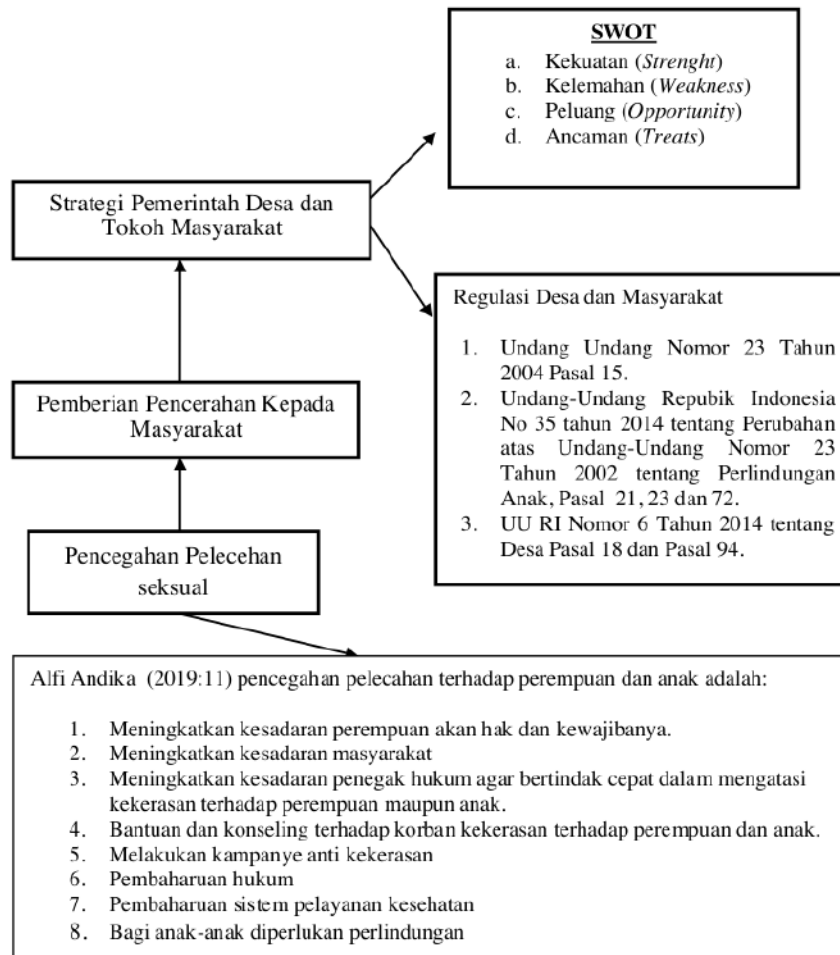 SWOT
a. Kekuatan (Strenght)
b. Kelemahan (Weakness)
c. Peluang (Opportunity)
d. Ancaman (Treats)
Strategi Pemerintah Desa dan
Tokoh Masyarakat
Regulasi Desa dan Masyarakat
1. Undang Undang Nomor 23 Tahun
2004 Pasal 15.
2. Undang-Undang Repubik Indonesia
No 35 tahun 2014 tentang Perubahan
atas Undang-Undang Nomor 23
Tahun 2002 tentang Perlindungan
Anak, Pasal 21, 23 dan 72.
3. UU RI Nomor 6 Tahun 2014 tentang
Desa Pasal 18 dan Pasal 94.
Pemberian Pencerahan Kepada
Masyarakat
Pencegahan Pelecehan
seksual
Alfi Andika (2019:11) pencegahan pelecahan terhadap perempuan dan anak adalah:
1. Meningkatkan kesadaran perempuan akan hak dan kewajibanya.
2. Meningkatkan kesadaran masyarakat
3. Meningkatkan kesadaran penegak hukum agar bertindak cepat dalam mengatasi
kekerasan terhadap perempuan maupun anak.
4. Bantuan dan konseling terhadap korban kekerasan terhadap perempuan dan anak.
5. Melakukan kampanye anti kekerasan
6. Pembaharuan hukum
7. Pembaharuan sistem pelayanan kesehatan
8. Bagi anak-anak diperlukan perlindungan